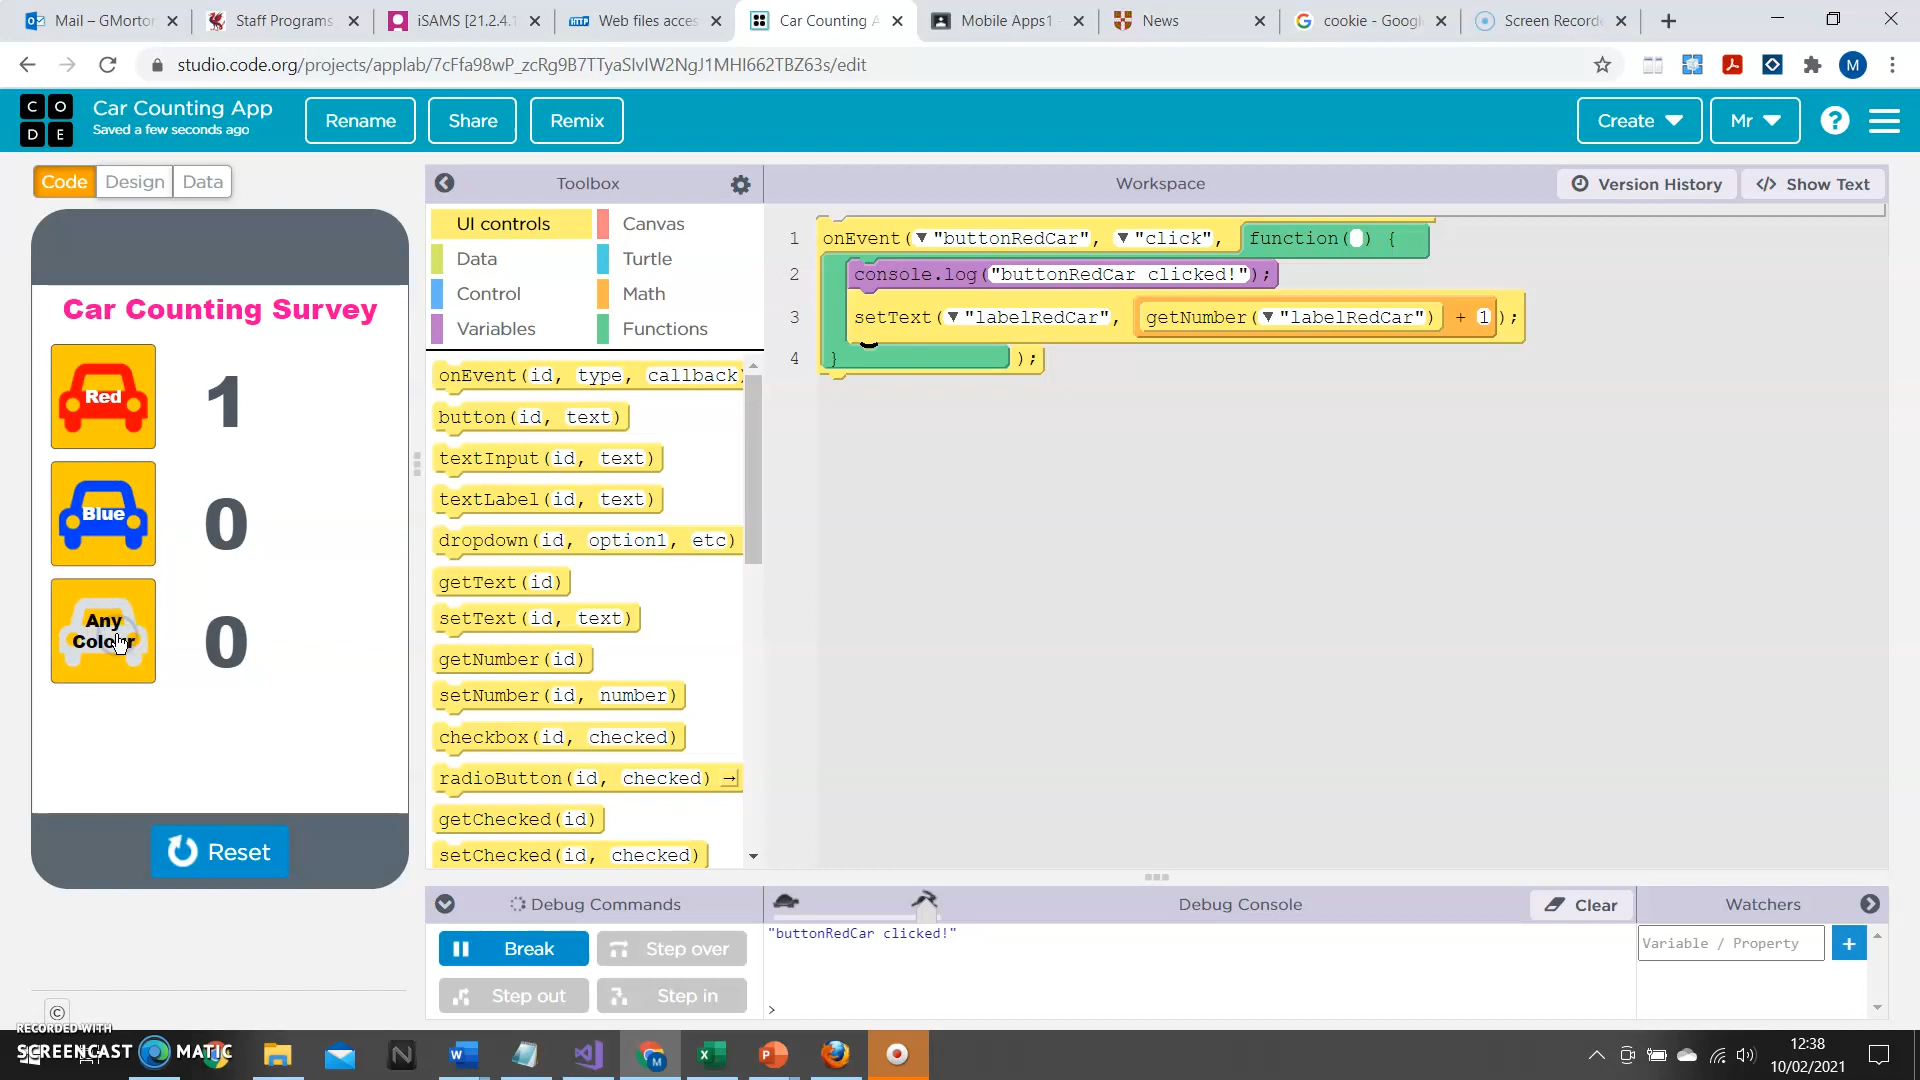 Mail – GMorto
Staff Programs
iSAMS [21.2.4.1
Web files acces
Car Counting A
Mobile Apps1
News
cookie - Googl
Screen Record
studio.code.org/projects/applab/7cFfa98wP_zcRg9B7TTyaSlvIW2NgJ1MHI662TBZ63s/edit
M
CODE
Car Counting App
Saved a few seconds ago
Rename
Share
Remix
Create
Mr
?
Code
Design
Data
Toolbox
Workspace
Version History
</> Show Text
Car Counting Survey
Red
1
Blue
0
Any
Colour
0
Reset
UI controls
Canvas
Data
Turtle
Control
Math
Variables
Functions
onEvent(id, type, callback)
button(id, text)
textInput(id, text)
textLabel(id, text)
dropdown(id, option1, etc)
getText(id)
setText(id, text)
getNumber(id)
setNumber(id, number)
checkbox(id, checked)
radioButton(id, checked) →
getChecked(id)
setChecked(id, checked)
1 onEvent(▼"buttonRedCar", ▼"click", function( ) {
2 console.log("buttonRedCar clicked!");
3 setText(▼"labelRedCar", getNumber(▼"labelRedCar") + 1);
4 } );
Debug Commands
Debug Console
Clear
Watchers
Break
Step over
Step out
Step in
"buttonRedCar clicked!"
>
Variable / Property
+
©
RECORDED WITH
SCREENCAST MATIC
12:38
10/02/2021